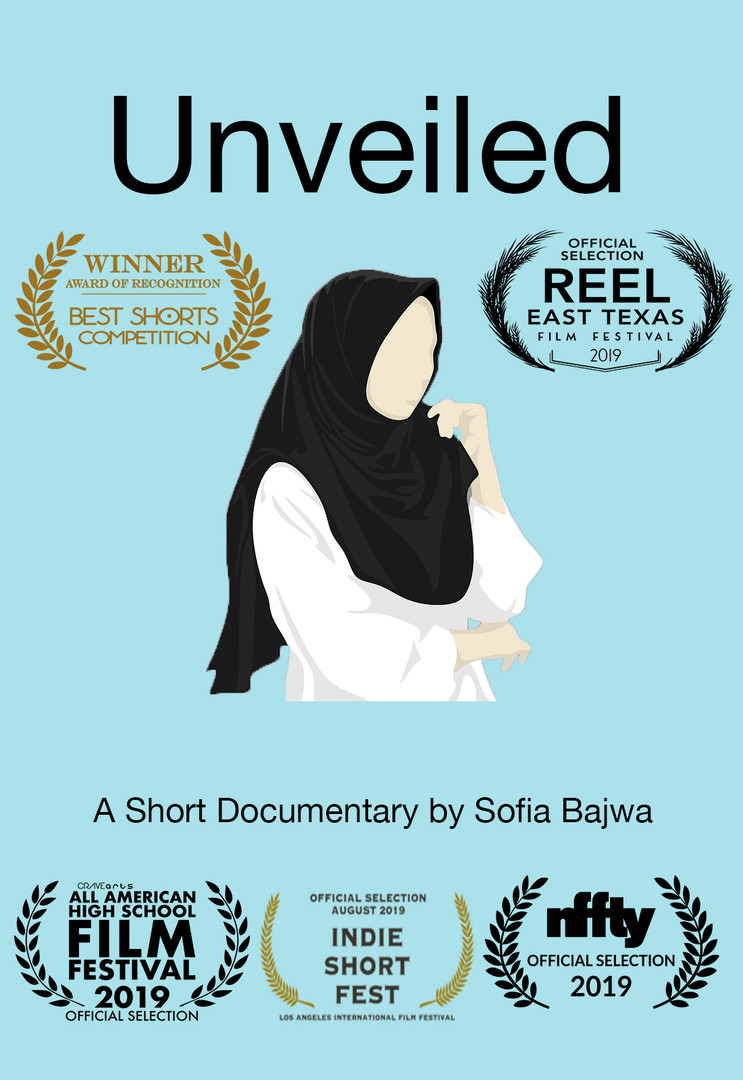 Unveiled
WINNER
AWARD OF RECOGNITION
BEST SHORTS
COMPETITION
OFFICIAL
SELECTION
REEL
EAST TEXAS
FILM FESTIVAL
2019
A Short Documentary by Sofia Bajwa
CRAVEarts
ALL AMERICAN
HIGH SCHOOL
FILM
FESTIVAL
2019
OFFICIAL SELECTION
OFFICIAL SELECTION
AUGUST 2019
INDIE
SHORT
FEST
LOS ANGELES INTERNATIONAL FILM FESTIVAL
nffty
OFFICIAL SELECTION
2019